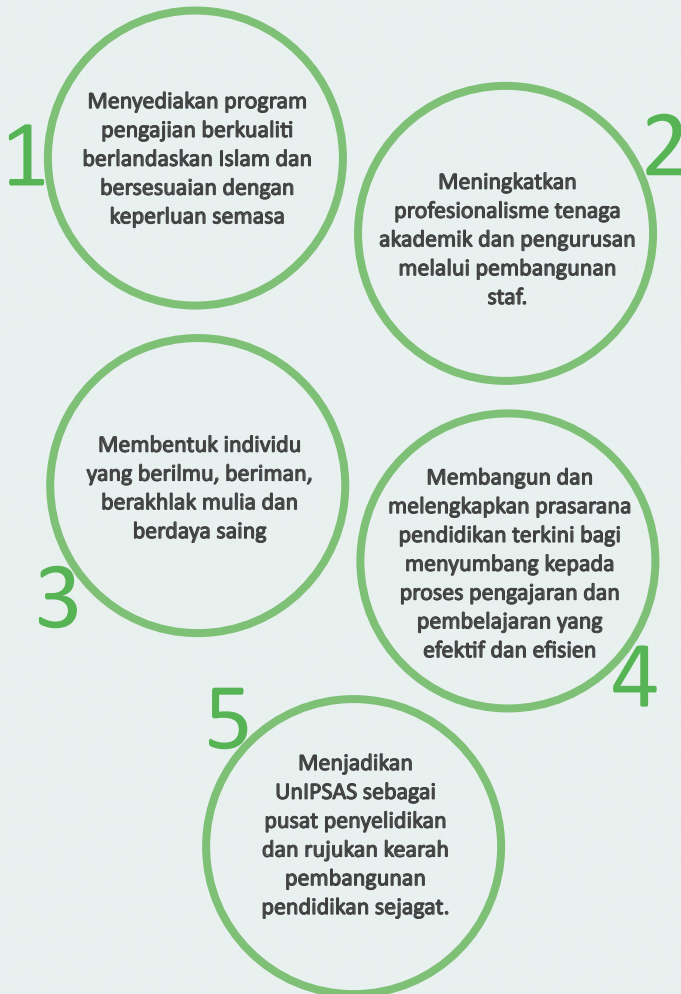 1
Menyediakan program
pengajian berkualiti
berlandaskan Islam dan
bersesuaian dengan
keperluan semasa
2
Meningkatkan
profesionalisme tenaga
akademik dan pengurusan
melalui pembangunan
staf.
3
Membentuk individu
yang berilmu, beriman,
berakhlak mulia dan
berdaya saing
4
Membangun dan
melengkapkan prasarana
pendidikan terkini bagi
menyumbang kepada
proses pengajaran dan
pembelajaran yang
efektif dan efisien
5
Menjadikan
UnIPSAS sebagai
pusat penyelidikan
dan rujukan kearah
pembangunan
pendidikan sejagat.